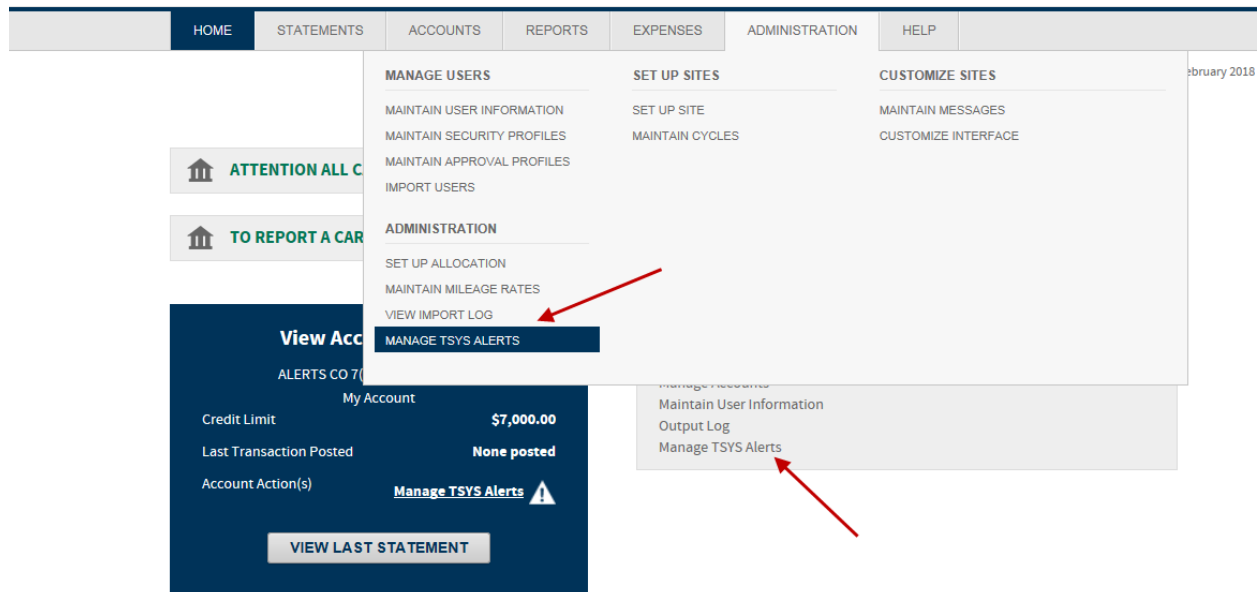 HOME STATEMENTS ACCOUNTS REPORTS EXPENSES ADMINISTRATION HELP
MANAGE USERS
MAINTAIN USER INFORMATION
MAINTAIN SECURITY PROFILES
MAINTAIN APPROVAL PROFILES
IMPORT USERS
ADMINISTRATION
SET UP ALLOCATION
MAINTAIN MILEAGE RATES
VIEW IMPORT LOG
MANAGE TSYS ALERTS
SET UP SITES
SET UP SITE
MAINTAIN CYCLES
CUSTOMIZE SITES
MAINTAIN MESSAGES
CUSTOMIZE INTERFACE
ebruary 2018
ATTENTION ALL C
TO REPORT A CAR
View Acc
ALERTS CO 7(
My Account
Credit Limit $7,000.00
Last Transaction Posted None posted
Account Action(s) Manage TSYS Alerts
VIEW LAST STATEMENT
Manage Accounts
Maintain User Information
Output Log
Manage TSYS Alerts